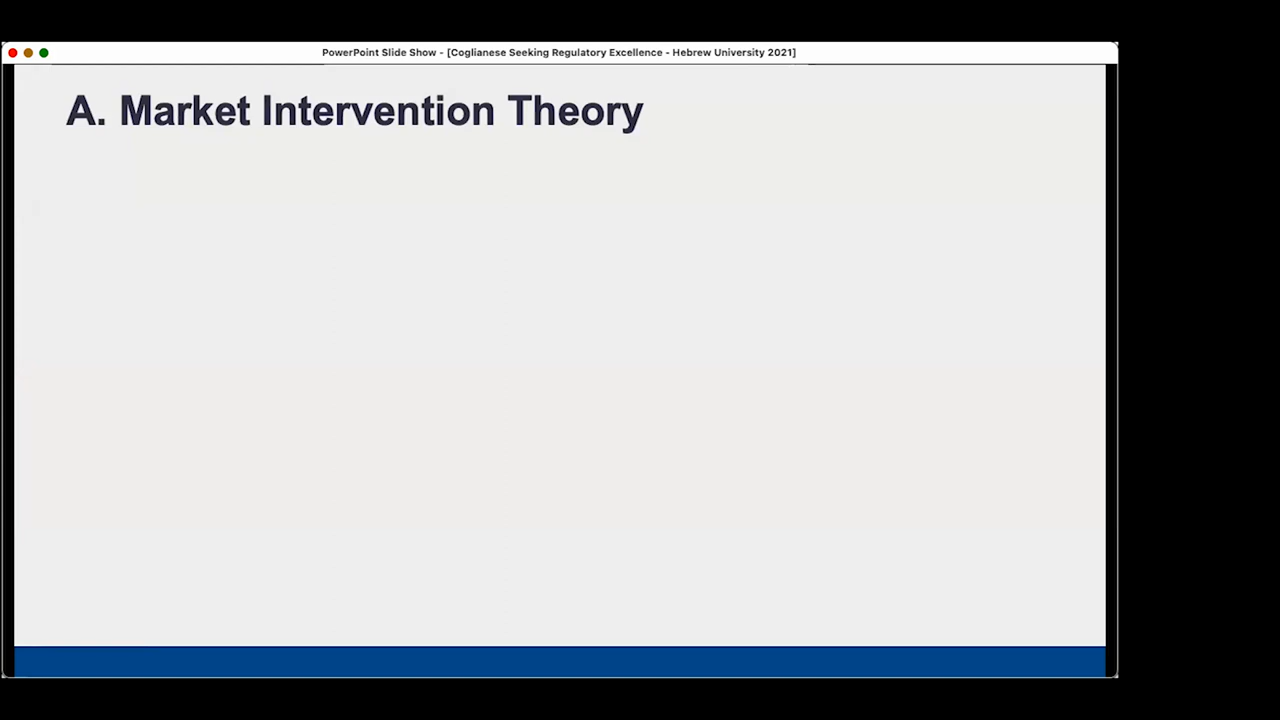 PowerPoint Slide Show - [Coglianese Seeking Regulatory Excellence - Hebrew University 2021]
A. Market Intervention Theory